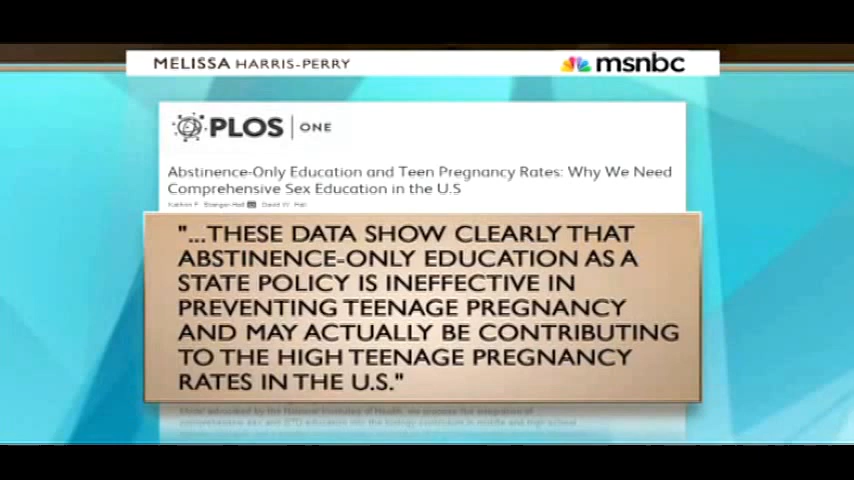 MELISSA HARRIS-PERRY
msnbc
PLOS ONE
Abstinence-Only Education and Teen Pregnancy Rates: Why We Need
Comprehensive Sex Education in the U.S
"...THESE DATA SHOW CLEARLY THAT
ABSTINENCE-ONLY EDUCATION AS A
STATE POLICY IS INEFFECTIVE IN
PREVENTING TEENAGE PREGNANCY
AND MAY ACTUALLY BE CONTRIBUTING
TO THE HIGH TEENAGE PREGNANCY
RATES IN THE U.S."